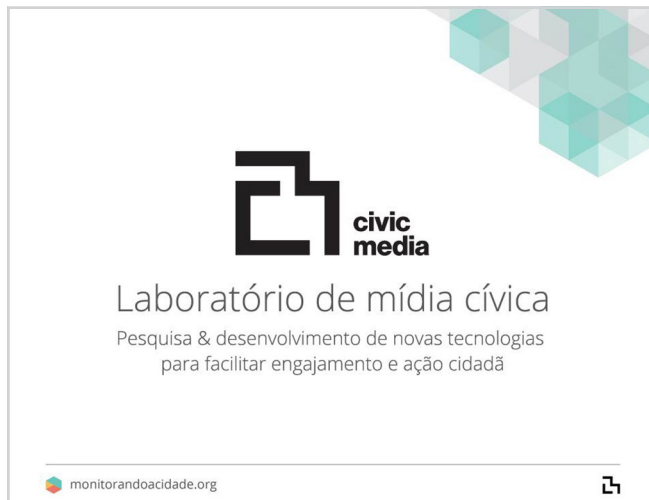 civic
media
Laboratório de mídia cívica
Pesquisa & desenvolvimento de novas tecnologias
para facilitar engajamento e ação cidadã
monitorandoacidade.org